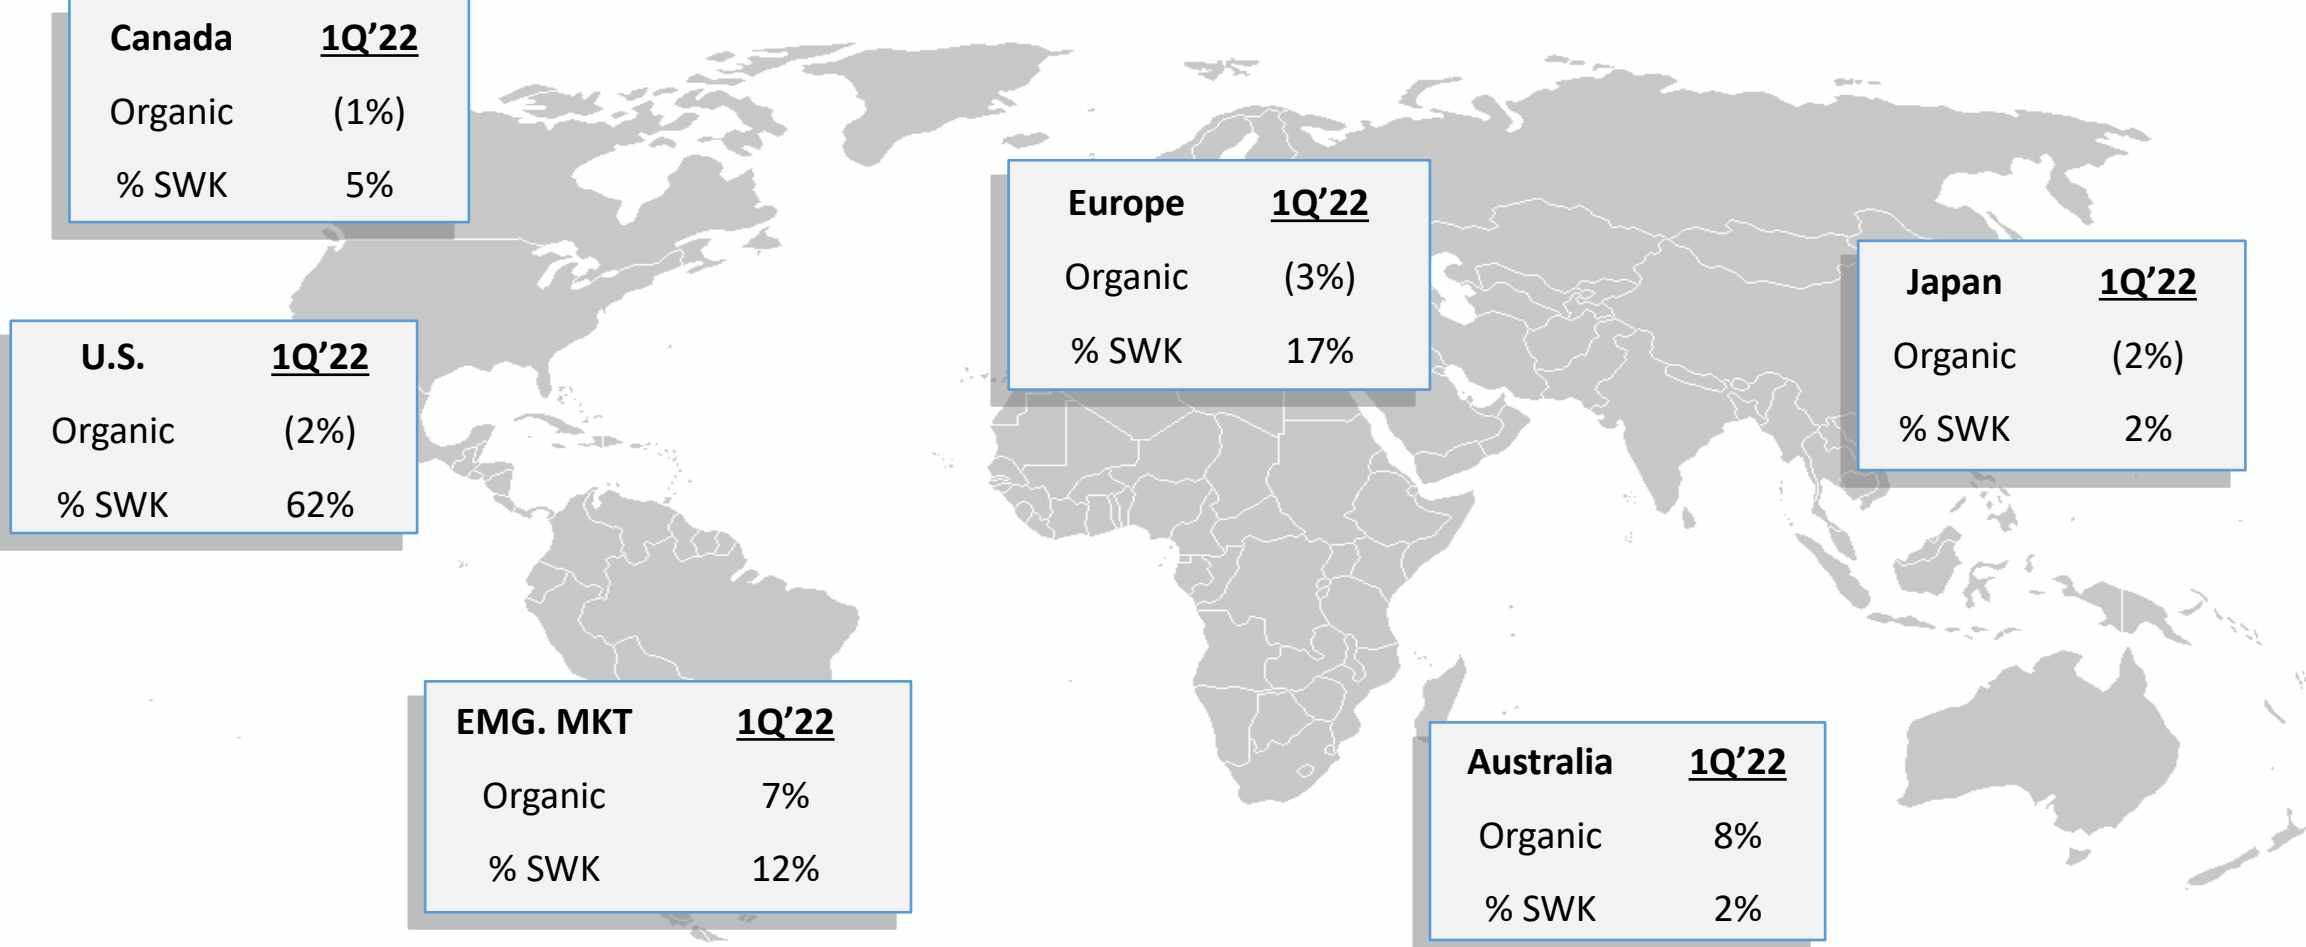 Canada 1Q’22
Organic (1%)
% SWK 5%
U.S. 1Q’22
Organic (2%)
% SWK 62%
EMG. MKT 1Q’22
Organic 7%
% SWK 12%
Europe 1Q’22
Organic (3%)
% SWK 17%
Japan 1Q’22
Organic (2%)
% SWK 2%
Australia 1Q’22
Organic 8%
% SWK 2%